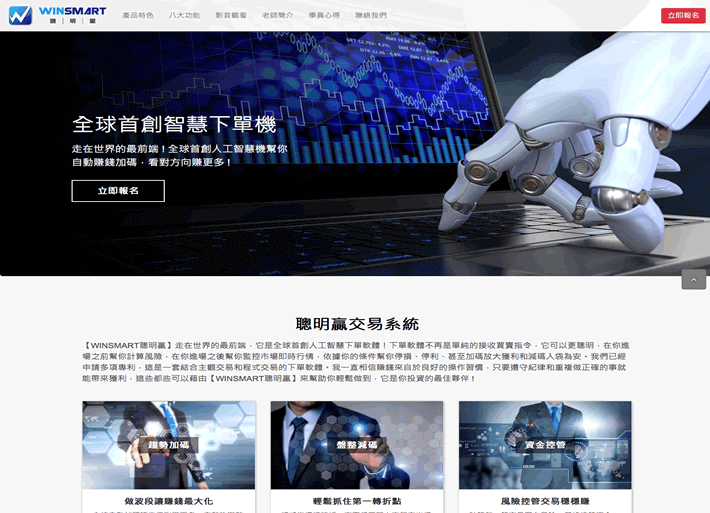 WINSMART
聰｜明｜贏
產品特色 八大功能 影音觀看 老師簡介 學員心得 聯絡我們 立即報名
全球首創智慧下單機
走在世界的最前端！全球首創人工智慧機幫你
自動賺錢加碼，看對方向賺更多！
立即報名
聰明贏交易系統
【WINSMART聰明贏】走在世界的最前端，它是全球首創人工智慧下單軟體！下單軟體不再是單純的接收買賣指令，它可以更聰明，在你進
場之前幫你計算風險，在你進場之後幫你監控市場即時行情，依據你的條件幫你停損、停利、甚至加碼放大獲利和減碼入袋為安。我們已經
申請多項專利，這是一套結合主觀交易和程式交易的下單軟體。我一直相信賺錢來自於良好的操作習慣，只要遵守紀律和重複做正確的事就
能帶來獲利，這些都些可以藉由【WINSMART聰明贏】來幫助你輕鬆做到，它是你投資的最佳夥伴！
趨勢加碼 盤整減碼 資金控管
做波段讓賺錢最大化 輕鬆抓住第一轉折點 風險控管交易穩穩賺